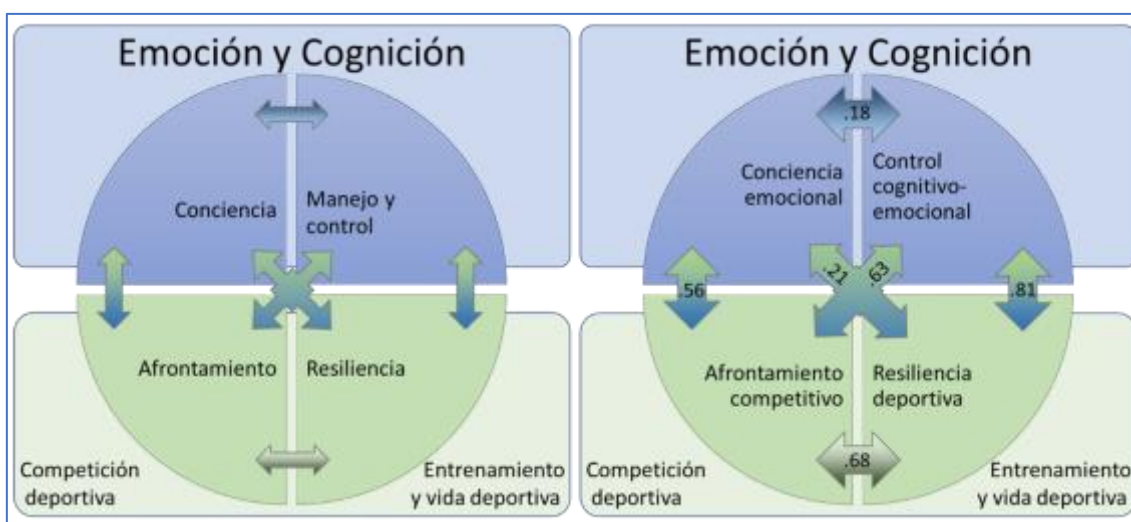 Emoción y Cognición
Conciencia
Manejo y
control
Afrontamiento
Resiliencia
Competición
deportiva
Entrenamiento
y vida deportiva
Emoción y Cognición
.18
Conciencia
emocional
Control
cognitivo-
emocional
.56
.21
.63
.81
Afrontamiento
competitivo
Resiliencia
deportiva
.68
Competición
deportiva
Entrenamiento
y vida deportiva